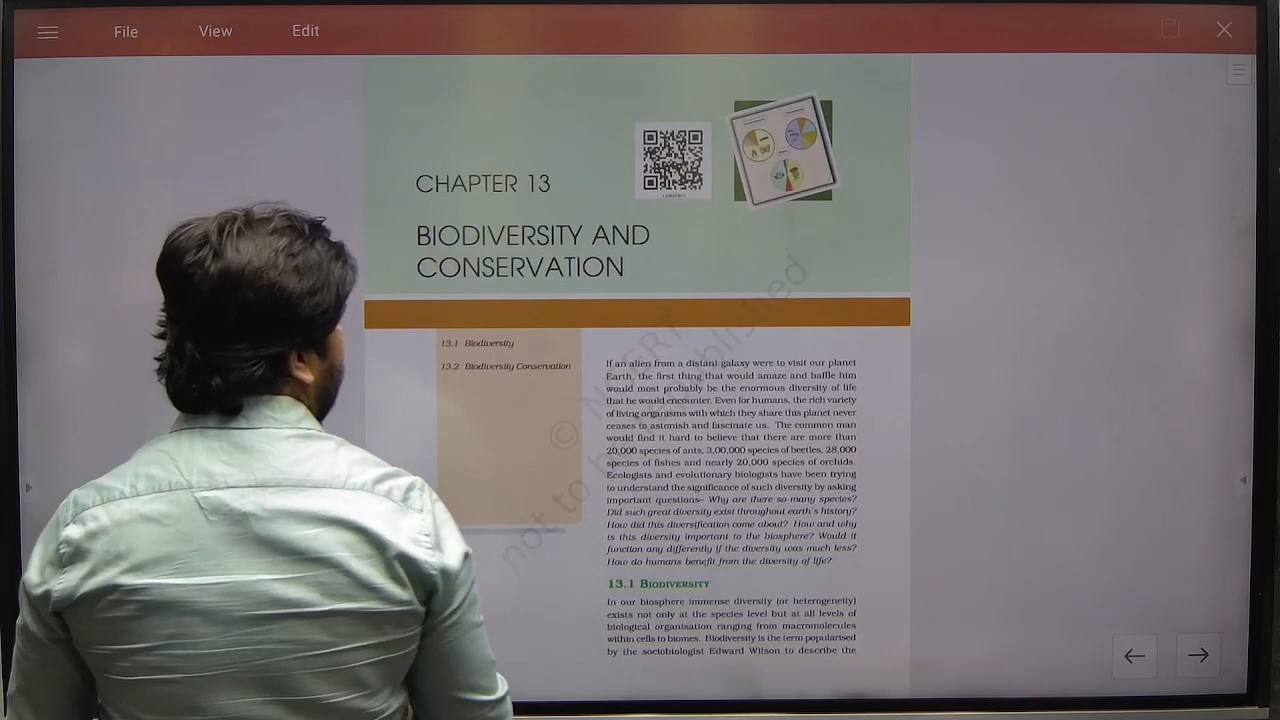 File View Edit
CHAPTER 13
BIODIVERSITY AND
CONSERVATION
13.1 Biodiversity
13.2 Biodiversity Conservation
If an alien from a distant galaxy were to visit our planet
Earth, the first thing that would amaze and baffle him
would most probably be the enormous diversity of life
that he would encounter. Even for humans, the rich variety
of living organisms with which they share this planet never
ceases to astonish and fascinate us. The common man
would find it hard to believe that there are more than
20,000 species of ants, 3,00,000 species of beetles, 28,000
species of fishes and nearly 20,000 species of orchids.
Ecologists and evolutionary biologists have been trying
to understand the significance of such diversity by asking
important questions– Why are there so many species?
Did such great diversity exist throughout earth's history?
How did this diversification come about? How and why
is this diversity important to the biosphere? Would it
function any differently if the diversity was much less?
How do humans benefit from the diversity of life?
13.1 BIODIVERSITY
In our biosphere immense diversity (or heterogeneity)
exists not only at the species level but at all levels of
biological organisation ranging from macromolecules
within cells to biomes. Biodiversity is the term popularised
by the sociobiologist Edward Wilson to describe the
© NCERT
not to be published